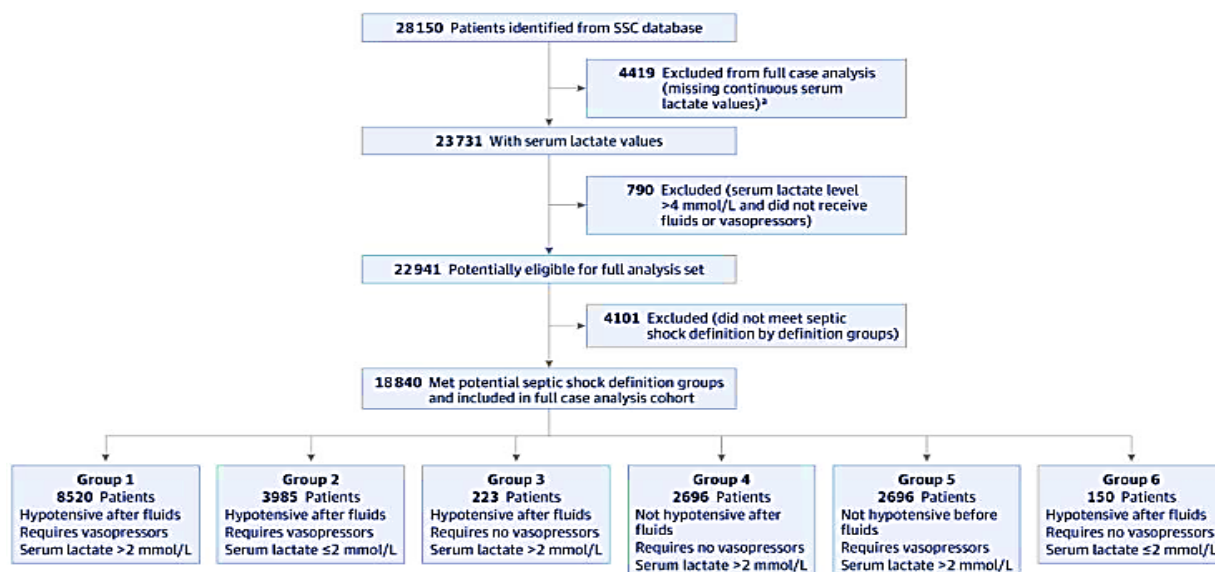 28150 Patients identified from SSC database
4419 Excluded from full case analysis
(missing continuous serum
lactate values)a
23731 With serum lactate values
790 Excluded (serum lactate level
>4 mmol/L and did not receive
fluids or vasopressors)
22941 Potentially eligible for full analysis set
4101 Excluded (did not meet septic
shock definition by definition groups)
18840 Met potential septic shock definition groups
and included in full case analysis cohort
Group 1
8520 Patients
Hypotensive after fluids
Requires vasopressors
Serum lactate >2 mmol/L
Group 2
3985 Patients
Hypotensive after fluids
Requires vasopressors
Serum lactate ≤2 mmol/L
Group 3
223 Patients
Hypotensive after fluids
Requires no vasopressors
Serum lactate >2 mmol/L
Group 4
2696 Patients
Not hypotensive after
fluids
Requires no vasopressors
Serum lactate >2 mmol/L
Group 5
2696 Patients
Not hypotensive before
fluids
Requires vasopressors
Serum lactate >2 mmol/L
Group 6
150 Patients
Hypotensive after fluids
Requires no vasopressors
Serum lactate ≤2 mmol/L